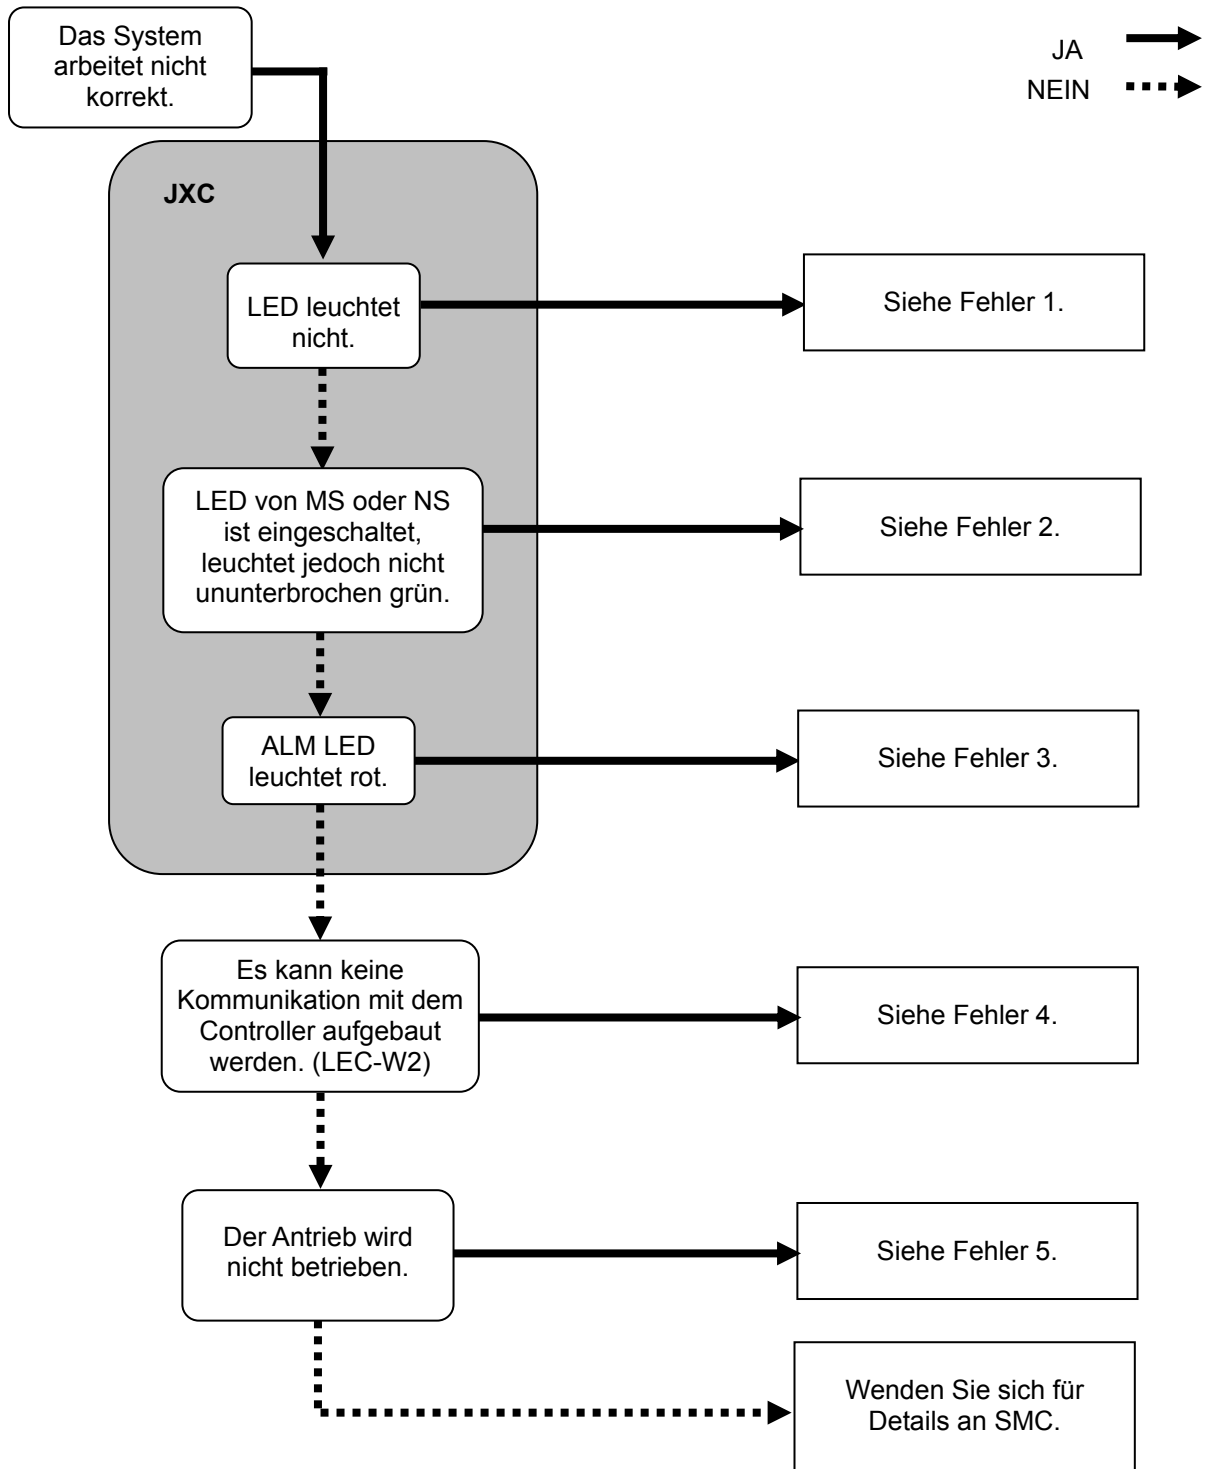 Das System
arbeitet nicht
korrekt.
JA
NEIN
JXC
LED leuchtet
nicht.
Siehe Fehler 1.
LED von MS oder NS
ist eingeschaltet,
leuchtet jedoch nicht
ununterbrochen grün.
Siehe Fehler 2.
ALM LED
leuchtet rot.
Siehe Fehler 3.
Es kann keine
Kommunikation mit dem
Controller aufgebaut
werden. (LEC-W2)
Siehe Fehler 4.
Der Antrieb wird
nicht betrieben.
Siehe Fehler 5.
Wenden Sie sich für
Details an SMC.